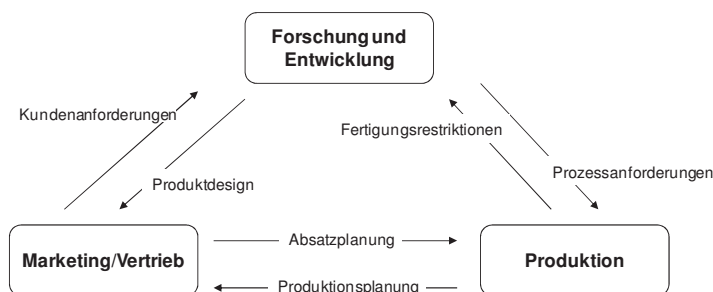 Forschung und
Entwicklung
Kundenanforderungen
Fertigungsrestriktionen
Produktdesign
Prozessanforderungen
Marketing/Vertrieb
Absatzplanung
Produktion
Produktionsplanung